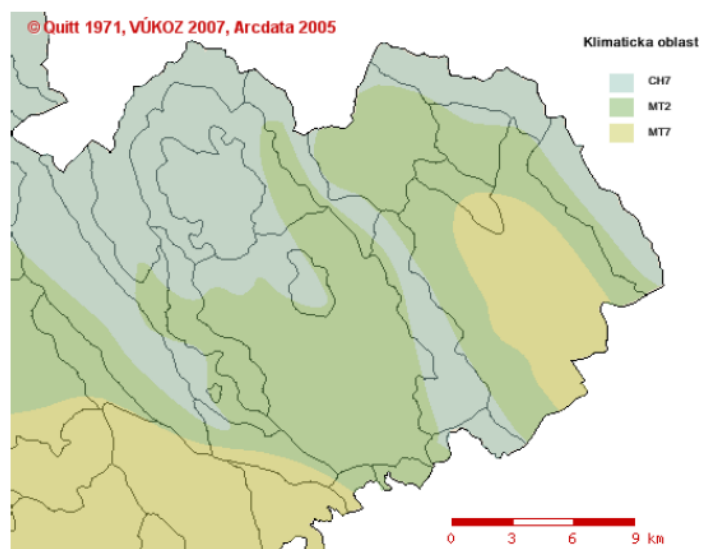 © Quitt 1971, VÚKOZ 2007, Arcdata 2005
Klimaticka oblast
CH7
MT2
MT7
0 3 6 9 km